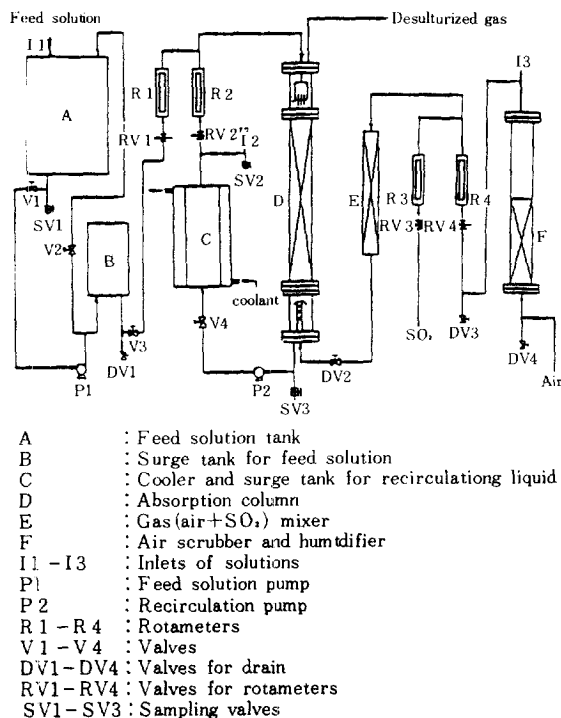 Feed solution
Desulturized gas
I1
I3
A
R1
R2
RV1
RV2
I2
SV2
V1
SV1
D
E
R3
R4
RV3
RV4
F
V2
B
C
coolant
V3
V4
DV1
P1
P2
SV3
DV2
SO₂
DV3
DV4
Air
A : Feed solution tank
B : Surge tank for feed solution
C : Cooler and surge tank for recirculationg liquid
D : Absorption column
E : Gas(air+SO₂) mixer
F : Air scrubber and humtdifier
I1-I3 : Inlets of solutions
P1 : Feed solution pump
P2 : Recirculation pump
R1-R4 : Rotameters
V1-V4 : Valves
DV1-DV4 : Valves for drain
RV1-RV4 : Valves for rotameters
SV1-SV3 : Sampling valves